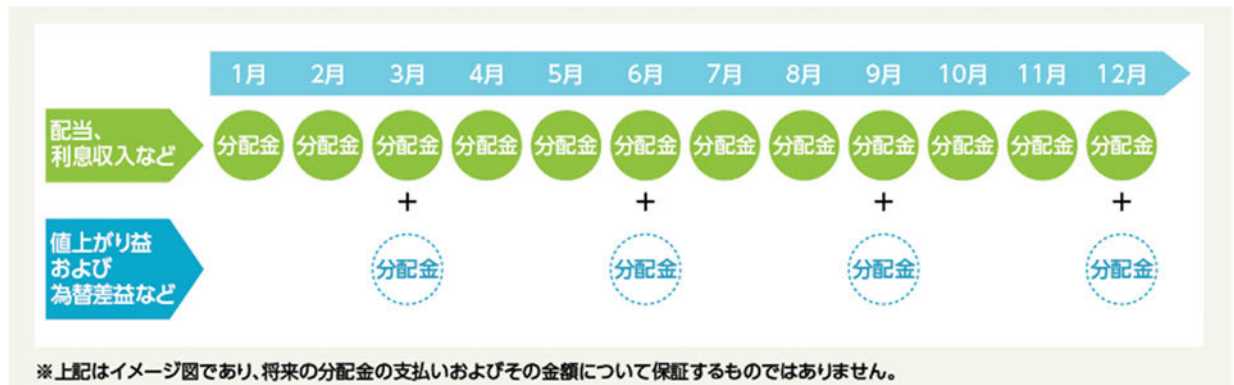 1月 2月 3月 4月 5月 6月 7月 8月 9月 10月 11月 12月
配当、
利息収入など
分配金 分配金 分配金 分配金 分配金 分配金 分配金 分配金 分配金 分配金 分配金 分配金
+ + + +
値上がり益
および
為替差益など
分配金 分配金 分配金 分配金
※上記はイメージ図であり、将来の分配金の支払いおよびその金額について保証するものではありません。